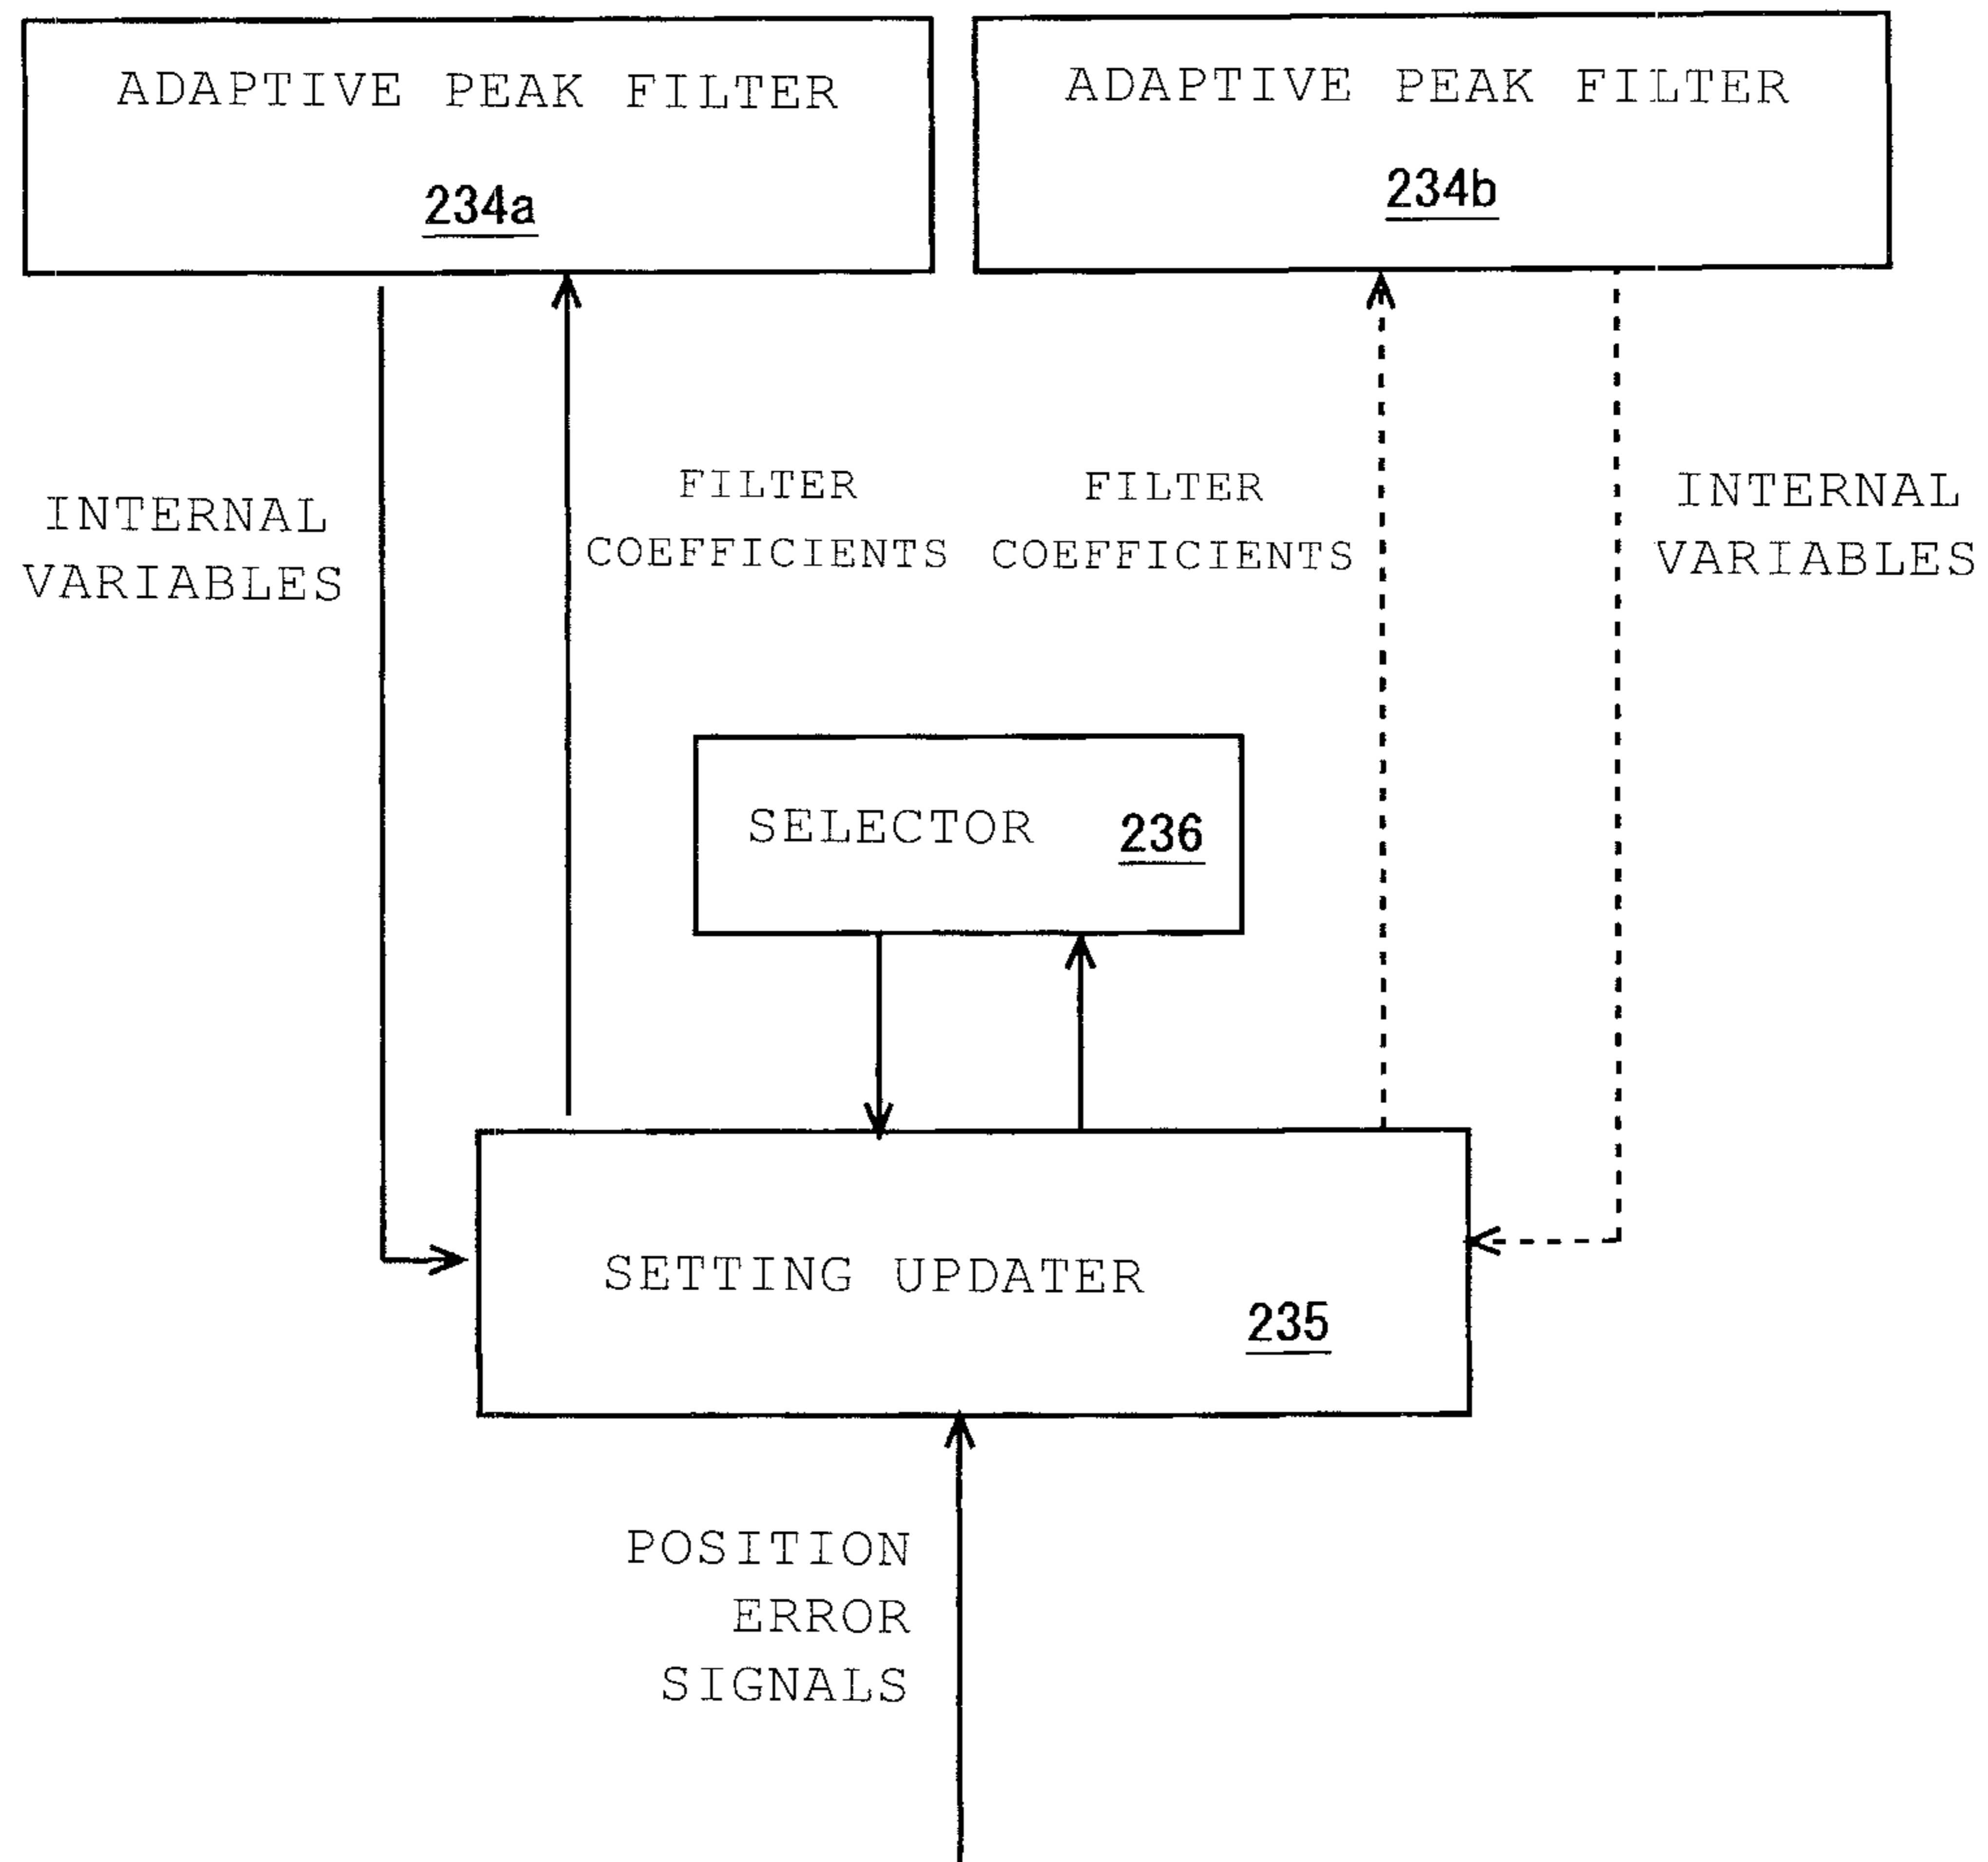 ADAPTIVE PEAK FILTER
234a
ADAPTIVE PEAK FILTER
234b
INTERNAL
VARIABLES
FILTER
COEFFICIENTS
FILTER
COEFFICIENTS
INTERNAL
VARIABLES
SELECTOR 236
SETTING UPDATER
235
POSITION
ERROR
SIGNALS